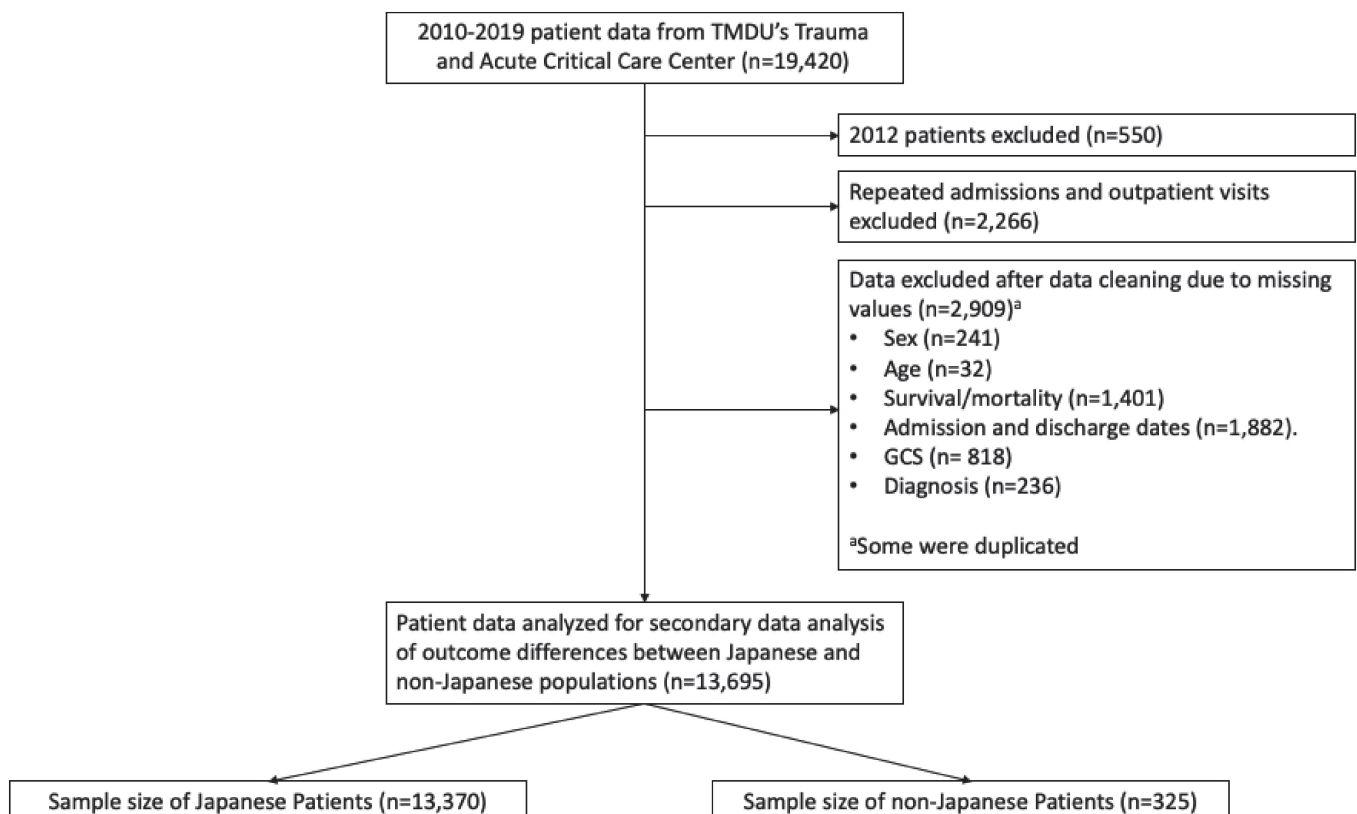 2010-2019 patient data from TMDU's Trauma
and Acute Critical Care Center (n=19,420)
2012 patients excluded (n=550)
Repeated admissions and outpatient visits
excluded (n=2,266)
Data excluded after data cleaning due to missing
values (n=2,909)ᵃ
• Sex (n=241)
• Age (n=32)
• Survival/mortality (n=1,401)
• Admission and discharge dates (n=1,882).
• GCS (n= 818)
• Diagnosis (n=236)
ᵃSome were duplicated
Patient data analyzed for secondary data analysis
of outcome differences between Japanese and
non-Japanese populations (n=13,695)
Sample size of Japanese Patients (n=13,370)
Sample size of non-Japanese Patients (n=325)